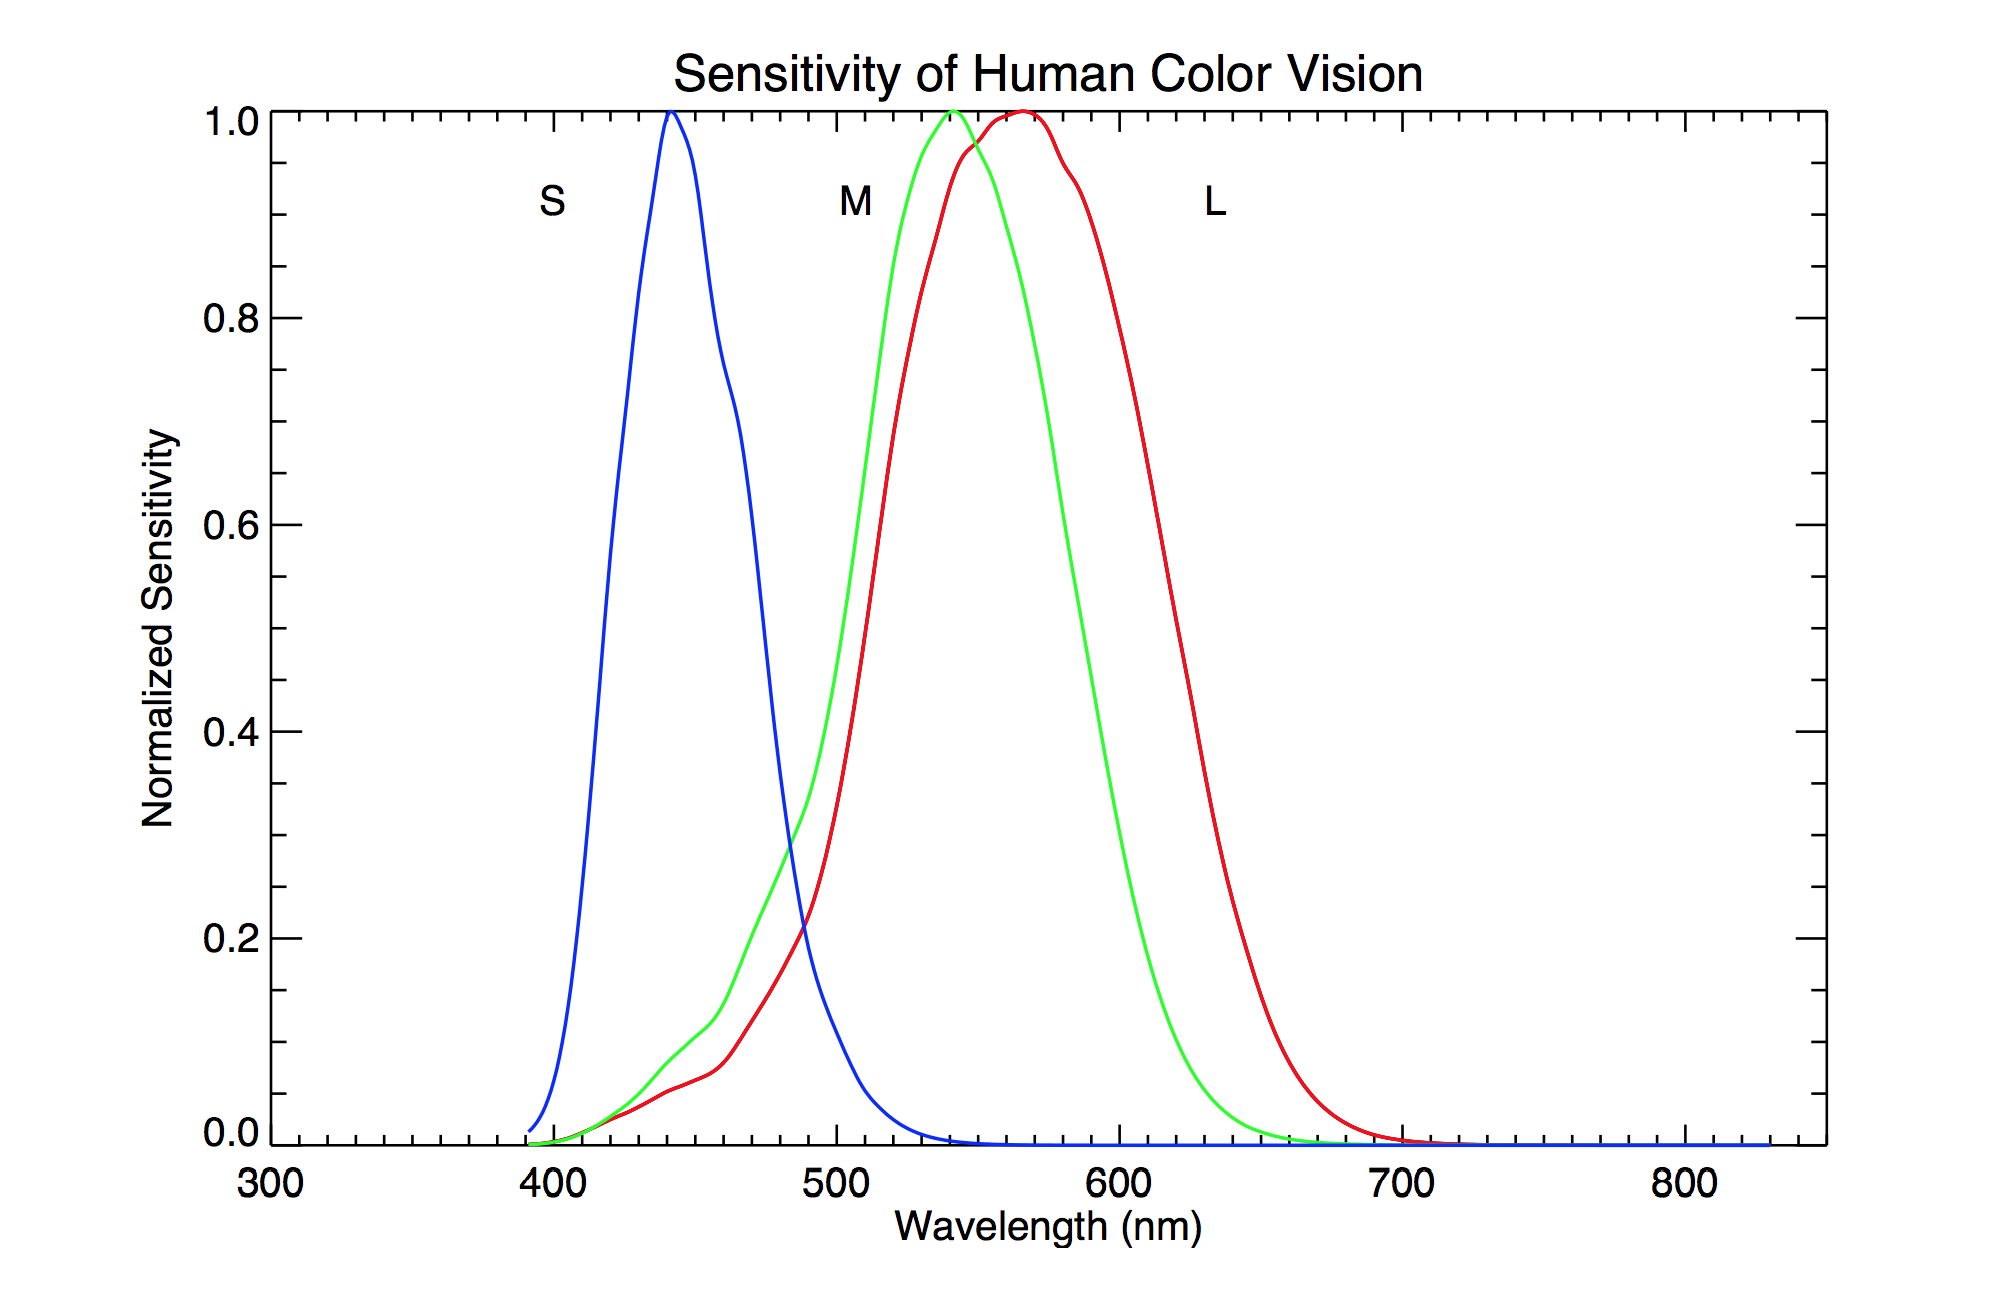 Sensitivity of Human Color Vision
1.0
S M L
0.8
Normalized Sensitivity
0.6
0.4
0.2
0.0
300 400 500 600 700 800
Wavelength (nm)